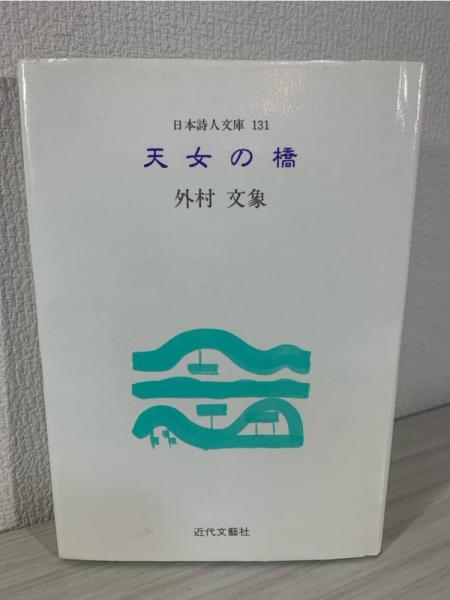 日本詩人文庫 131
天女の橋
外村 文象
近代文藝社